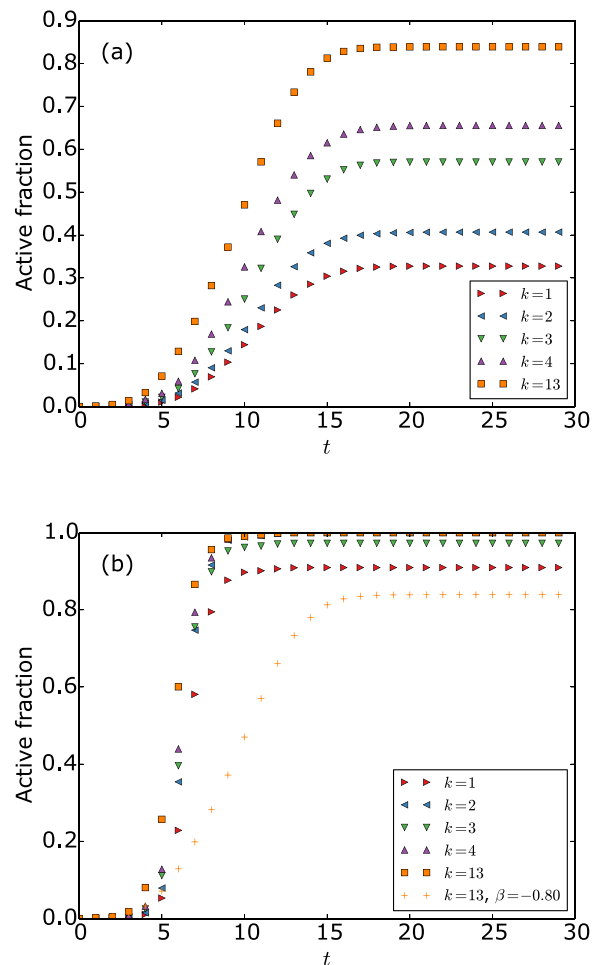 (a)
Active fraction
0.9
0.8
0.7
0.6
0.5
0.4
0.3
0.2
0.1
0.0
k=1
k=2
k=3
k=4
k=13
0 5 10 15 20 25 30
t
(b)
Active fraction
1.0
0.8
0.6
0.4
0.2
0.0
k=1
k=2
k=3
k=4
k=13
k=13, β=−0.80
0 5 10 15 20 25 30
t